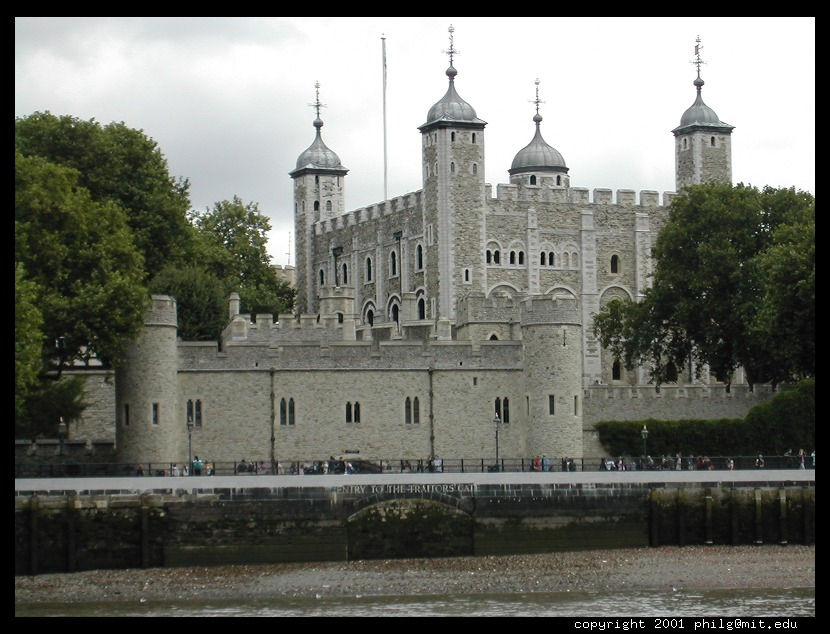 ENTRY TO THE TRAITORS GATE
copyright 2001 philg@mit.edu